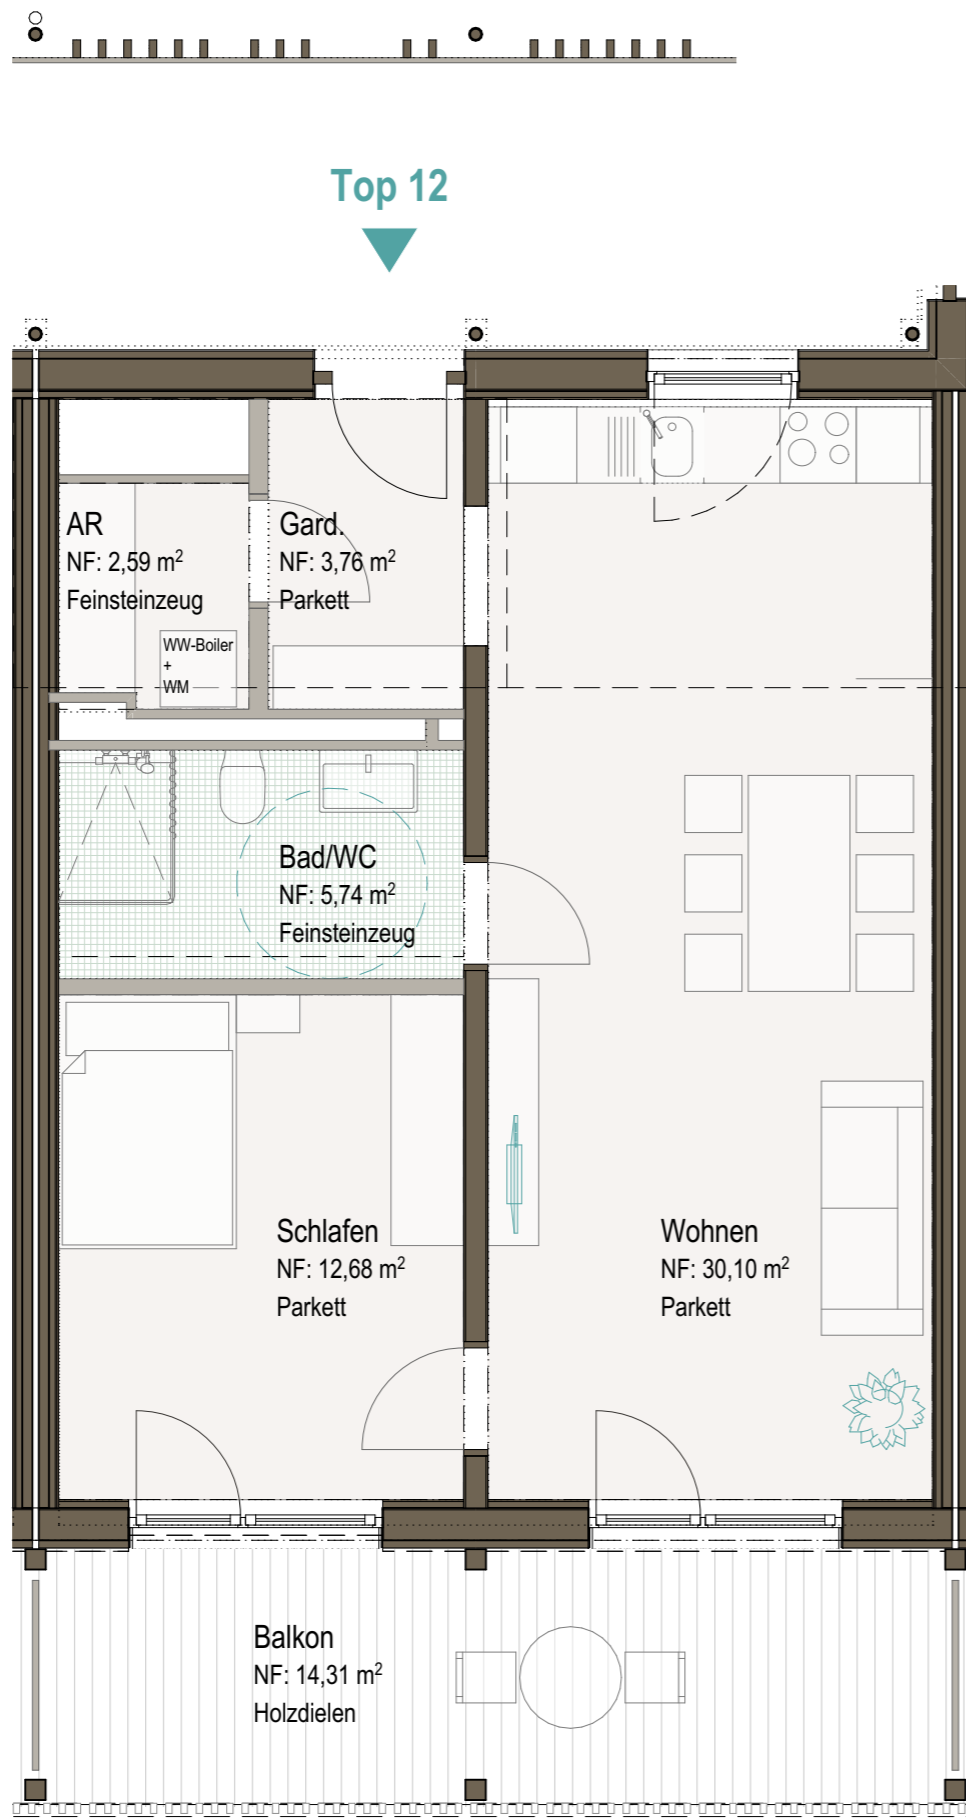 Top 12
AR
NF: 2,59 m²
Feinsteinzeug
Gard.
NF: 3,76 m²
Parkett
WW-Boiler
+
WM
Bad/WC
NF: 5,74 m²
Feinsteinzeug
Schlafen
NF: 12,68 m²
Parkett
Wohnen
NF: 30,10 m²
Parkett
Balkon
NF: 14,31 m²
Holzdielen